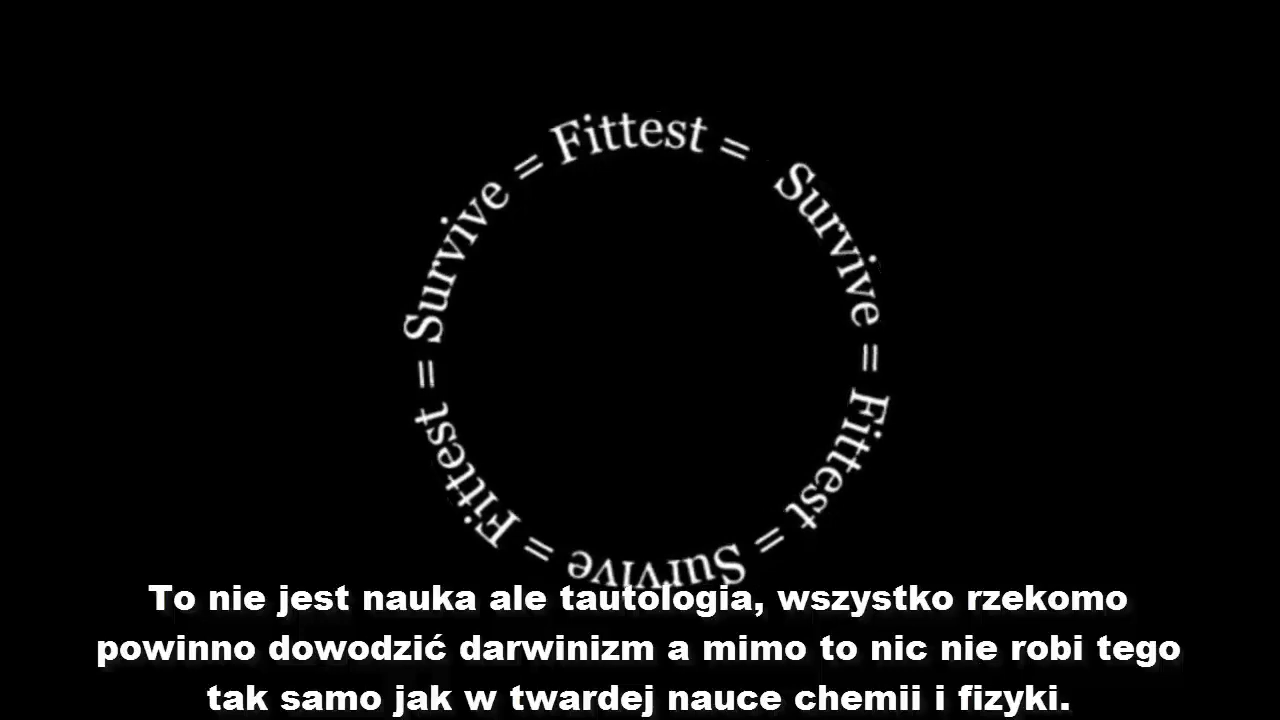 Fittest = Survive = Fittest = Survive = Fittest = Survive =
To nie jest nauka ale tautologia, wszystko rzekomo
powinno dowodzić darwinizm a mimo to nic nie robi tego
tak samo jak w twardej nauce chemii i fizyki.